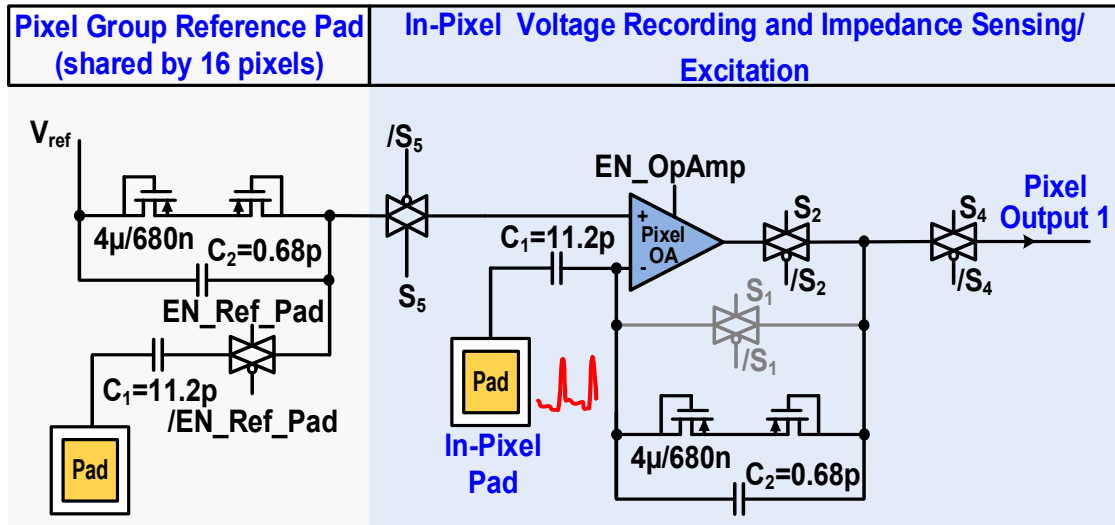 Pixel Group Reference Pad
(shared by 16 pixels)
In-Pixel Voltage Recording and Impedance Sensing/
Excitation
V_ref
4µ/680n
C₂=0.68p
EN_Ref_Pad
C₁=11.2p
/EN_Ref_Pad
Pad
/S₅
S₅
EN_OpAmp
+
Pixel
OA
-
C₁=11.2p
Pad
In-Pixel
Pad
S₂
/S₂
S₁
/S₁
4µ/680n
C₂=0.68p
S₄
/S₄
Pixel
Output 1